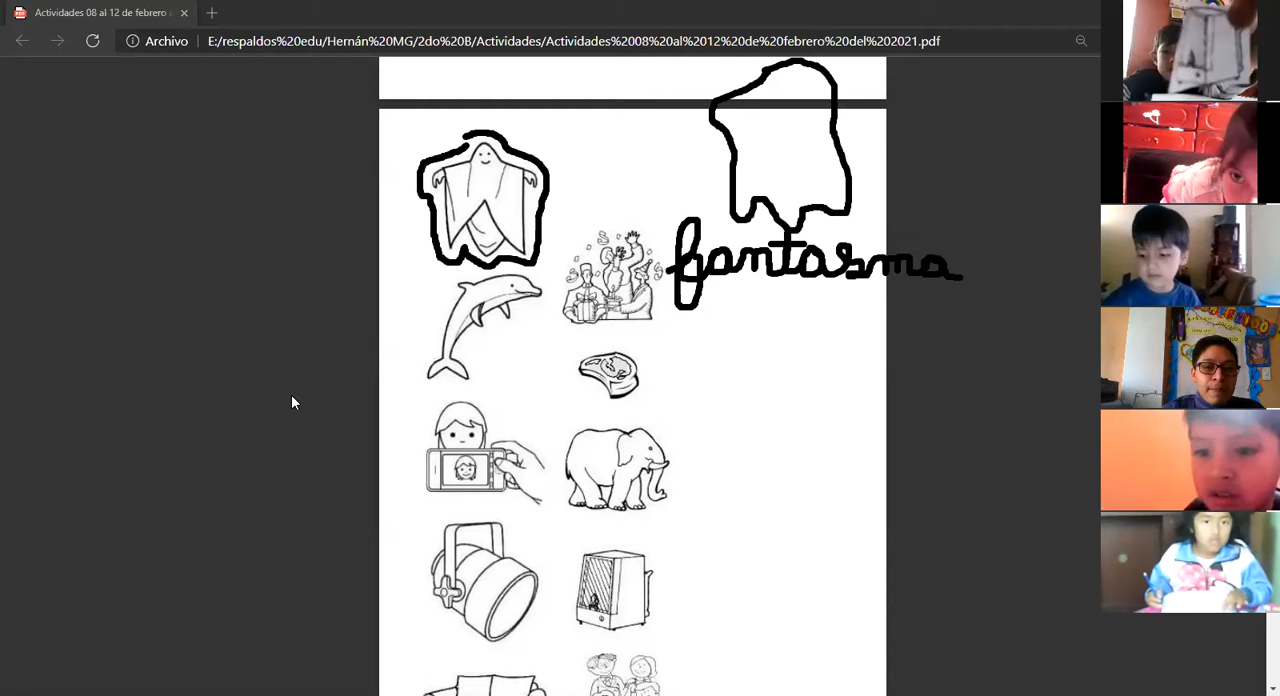 Actividades 08 al 12 de febrero d
Archivo
E:/respaldos%20edu/Hernán%20MG/2do%20B/Actividades/Actividades%2008%20al%2012%20de%20febrero%20del%202021.pdf
fantasma